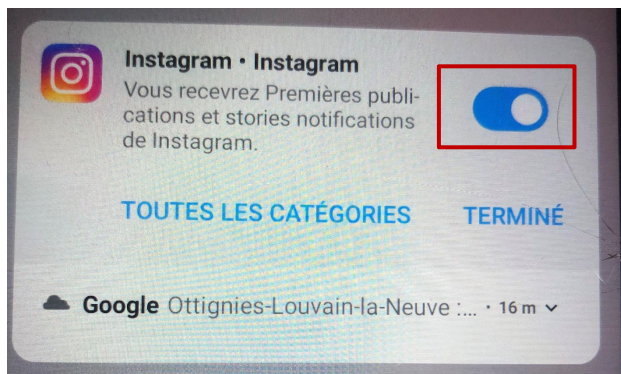 Instagram • Instagram
Vous recevrez Premières publi-
cations et stories notifications
de Instagram.
TOUTES LES CATÉGORIES TERMINÉ
Google Ottignies-Louvain-la-Neuve :... · 16 m